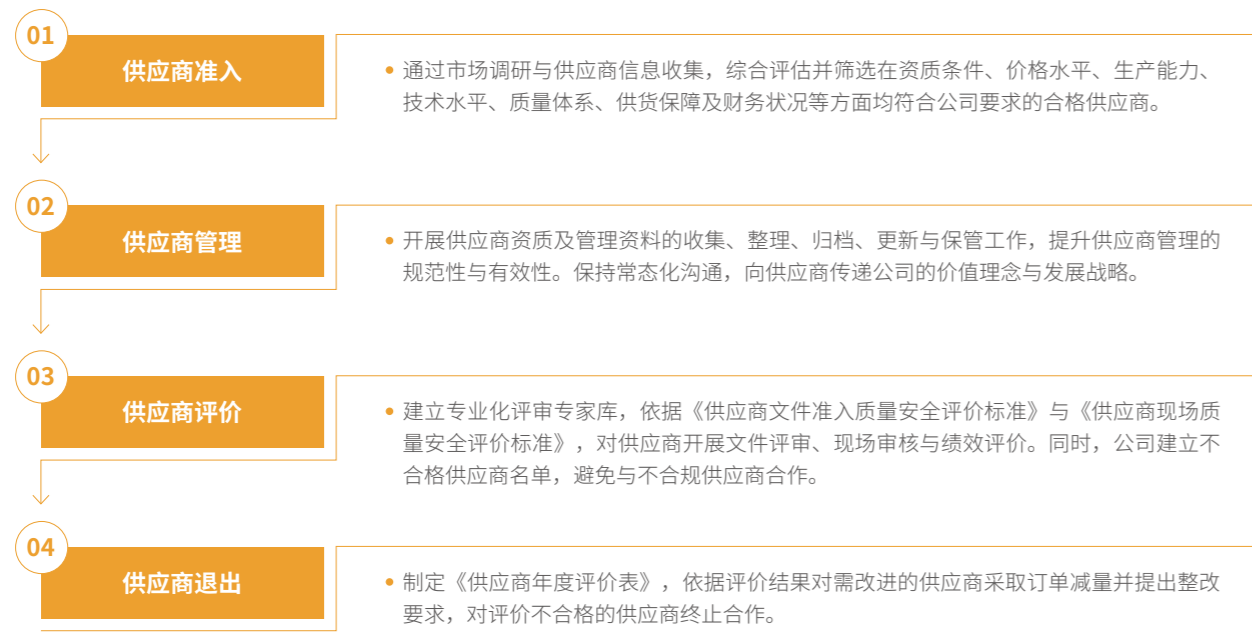 01
供应商准入
• 通过市场调研与供应商信息收集，综合评估并筛选在资质条件、价格水平、生产能力、
技术水平、质量体系、供货保障及财务状况等方面均符合公司要求的合格供应商。
02
供应商管理
• 开展供应商资质及管理资料的收集、整理、归档、更新与保管工作，提升供应商管理的
规范性与有效性。保持常态化沟通，向供应商传递公司的价值理念与发展战略。
03
供应商评价
• 建立专业化评审专家库，依据《供应商文件准入质量安全评价标准》与《供应商现场质
量安全评价标准》，对供应商开展文件评审、现场审核与绩效评价。同时，公司建立不
合格供应商名单，避免与不合规供应商合作。
04
供应商退出
• 制定《供应商年度评价表》，依据评价结果对需改进的供应商采取订单减量并提出整改
要求，对评价不合格的供应商终止合作。